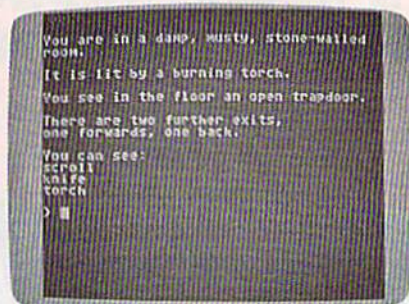 You are in a damp, musty, stone-walled
room.
It is lit by a burning torch.
You see in the floor an open trapdoor.
There are two further exits,
one forwards, one back.
You can see:
scroll
knife
torch
>